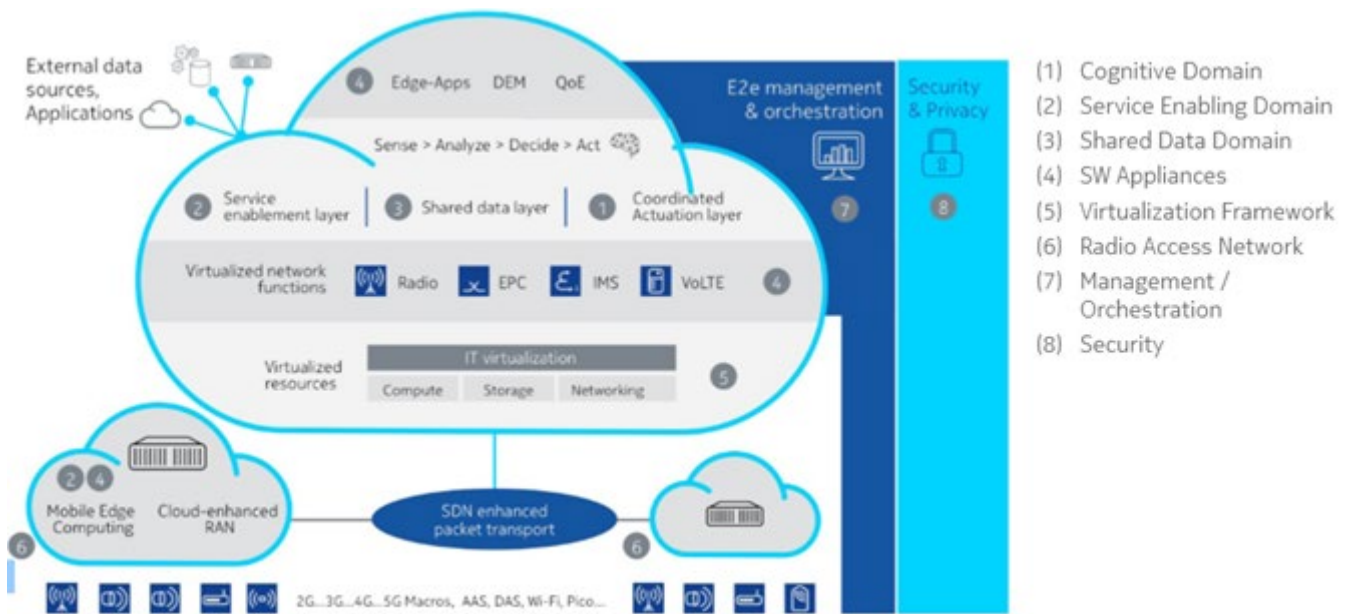 External data
sources,
Applications
4 Edge-Apps DEM QoE
Sense > Analyze > Decide > Act
2 Service
enablement layer
3 Shared data layer
1 Coordinated
Actuation layer
Virtualized network
functions
Radio EPC IMS VoLTE 4
Virtualized
resources
IT virtualization
Compute Storage Networking
5
E2e management
& orchestration
7
Security
& Privacy
8
2 4
Mobile Edge
Computing
Cloud-enhanced
RAN
6
SDN enhanced
packet transport
6
2G...3G...4G...5G Macros, AAS, DAS, Wi-Fi, Pico...
(1) Cognitive Domain
(2) Service Enabling Domain
(3) Shared Data Domain
(4) SW Appliances
(5) Virtualization Framework
(6) Radio Access Network
(7) Management /
Orchestration
(8) Security